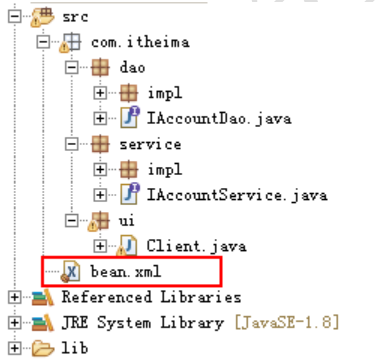 src
com.itheima
dao
impl
IAccountDao.java
service
impl
IAccountService.java
ui
Client.java
bean.xml
Referenced Libraries
JRE System Library [JavaSE-1.8]
lib